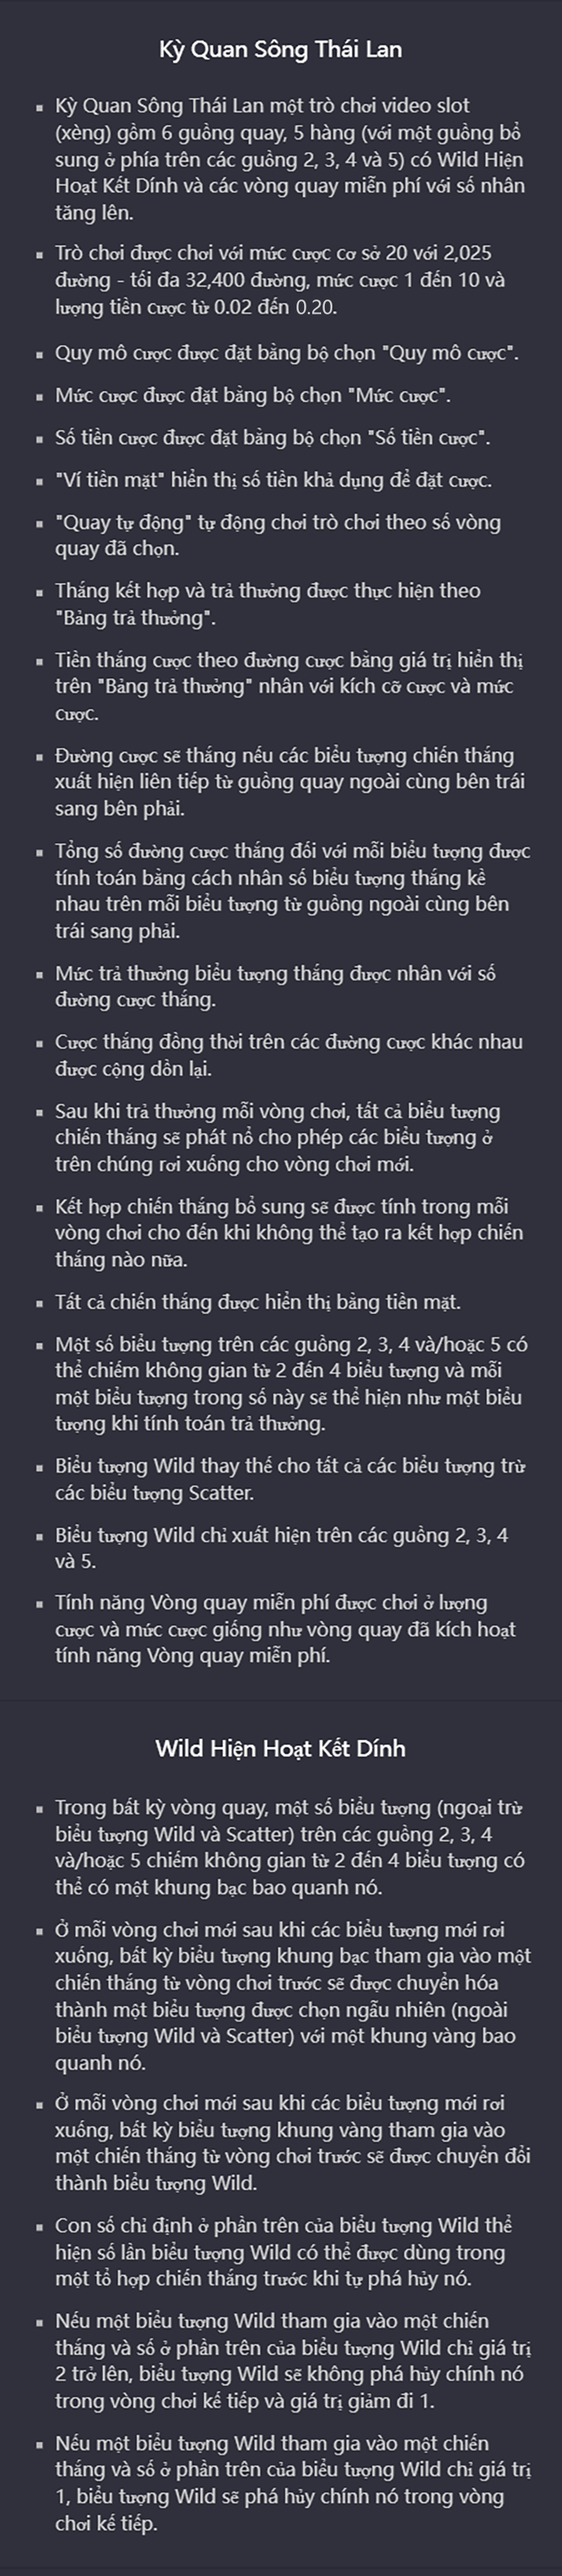 Kỳ Quan Sông Thái Lan
▪ Kỳ Quan Sông Thái Lan một trò chơi video slot
(xèng) gồm 6 guồng quay, 5 hàng (với một guồng bổ
sung ở phía trên các guồng 2, 3, 4 và 5) có Wild Hiện
Hoạt Kết Dính và các vòng quay miễn phí với số nhân
tăng lên.
▪ Trò chơi được chơi với mức cược cơ sở 20 với 2,025
đường - tối đa 32,400 đường, mức cược 1 đến 10 và
lượng tiền cược từ 0.02 đến 0.20.
▪ Quy mô cược được đặt bằng bộ chọn "Quy mô cược".
▪ Mức cược được đặt bằng bộ chọn "Mức cược".
▪ Số tiền cược được đặt bằng bộ chọn "Số tiền cược".
▪ "Ví tiền mặt" hiển thị số tiền khả dụng để đặt cược.
▪ "Quay tự động" tự động chơi trò chơi theo số vòng
quay đã chọn.
▪ Thắng kết hợp và trả thưởng được thực hiện theo
"Bảng trả thưởng".
▪ Tiền thắng cược theo đường cược bằng giá trị hiển thị
trên "Bảng trả thưởng" nhân với kích cỡ cược và mức
cược.
▪ Đường cược sẽ thắng nếu các biểu tượng chiến thắng
xuất hiện liên tiếp từ guồng quay ngoài cùng bên trái
sang bên phải.
▪ Tổng số đường cược thắng đối với mỗi biểu tượng được
tính toán bằng cách nhân số biểu tượng thắng kề
nhau trên mỗi biểu tượng từ guồng ngoài cùng bên
trái sang phải.
▪ Mức trả thưởng biểu tượng thắng được nhân với số
đường cược thắng.
▪ Cược thắng đồng thời trên các đường cược khác nhau
được cộng dồn lại.
▪ Sau khi trả thưởng mỗi vòng chơi, tất cả biểu tượng
chiến thắng sẽ phát nổ cho phép các biểu tượng ở
trên chúng rơi xuống cho vòng chơi mới.
▪ Kết hợp chiến thắng bổ sung sẽ được tính trong mỗi
vòng chơi cho đến khi không thể tạo ra kết hợp chiến
thắng nào nữa.
▪ Tất cả chiến thắng được hiển thị bằng tiền mặt.
▪ Một số biểu tượng trên các guồng 2, 3, 4 và/hoặc 5 có
thể chiếm không gian từ 2 đến 4 biểu tượng và mỗi
một biểu tượng trong số này sẽ thể hiện như một biểu
tượng khi tính toán trả thưởng.
▪ Biểu tượng Wild thay thế cho tất cả các biểu tượng trừ
các biểu tượng Scatter.
▪ Biểu tượng Wild chỉ xuất hiện trên các guồng 2, 3, 4
và 5.
▪ Tính năng Vòng quay miễn phí được chơi ở lượng
cược và mức cược giống như vòng quay đã kích hoạt
tính năng Vòng quay miễn phí.
Wild Hiện Hoạt Kết Dính
▪ Trong bất kỳ vòng quay, một số biểu tượng (ngoại trừ
biểu tượng Wild và Scatter) trên các guồng 2, 3, 4
và/hoặc 5 chiếm không gian từ 2 đến 4 biểu tượng có
thể có một khung bạc bao quanh nó.
▪ Ở mỗi vòng chơi mới sau khi các biểu tượng mới rơi
xuống, bất kỳ biểu tượng khung bạc tham gia vào một
chiến thắng từ vòng chơi trước sẽ được chuyển hóa
thành một biểu tượng được chọn ngẫu nhiên (ngoài
biểu tượng Wild và Scatter) với một khung vàng bao
quanh nó.
▪ Ở mỗi vòng chơi mới sau khi các biểu tượng mới rơi
xuống, bất kỳ biểu tượng khung vàng tham gia vào
một chiến thắng từ vòng chơi trước sẽ được chuyển đổi
thành biểu tượng Wild.
▪ Con số chỉ định ở phần trên của biểu tượng Wild thể
hiện số lần biểu tượng Wild có thể được dùng trong
một tổ hợp chiến thắng trước khi tự phá hủy nó.
▪ Nếu một biểu tượng Wild tham gia vào một chiến
thắng và số ở phần trên của biểu tượng Wild chỉ giá trị
2 trở lên, biểu tượng Wild sẽ không phá hủy chính nó
trong vòng chơi kế tiếp và giá trị giảm đi 1.
▪ Nếu một biểu tượng Wild tham gia vào một chiến
thắng và số ở phần trên của biểu tượng Wild chỉ giá trị
1, biểu tượng Wild sẽ phá hủy chính nó trong vòng
chơi kế tiếp.